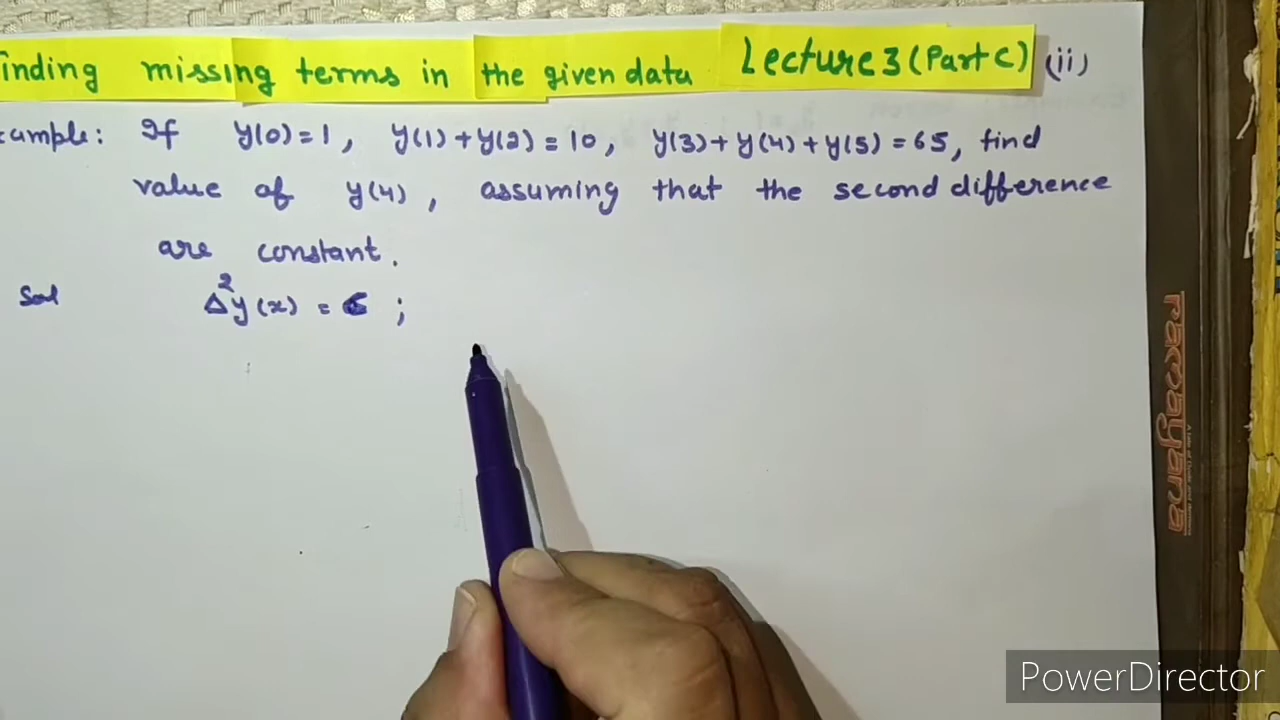 inding missing terms in the given data Lecture 3 (Part C) (ii)
ample: If y(0)=1, y(1)+y(2)=10, y(3)+y(4)+y(5)=65, find
value of y(4), assuming that the second difference
are constant.
Sol Δ²y(x) = C ;
ramayana
PowerDirector